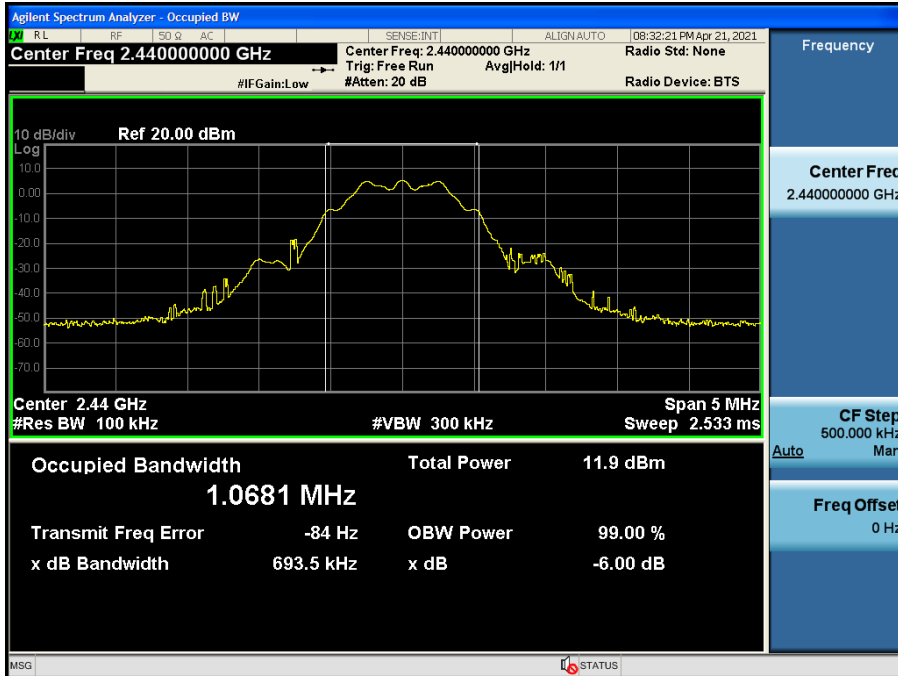 Agilent Spectrum Analyzer - Occupied BW
LXI RL RF 50 Ω AC SENSE:INT ALIGN AUTO 08:32:21 PM Apr 21, 2021
Center Freq 2.440000000 GHz
Center Freq: 2.440000000 GHz Radio Std: None
Trig: Free Run Avg|Hold: 1/1
#IFGain:Low #Atten: 20 dB Radio Device: BTS
10 dB/div Ref 20.00 dBm
Log
10.0
0.00
-10.0
-20.0
-30.0
-40.0
-50.0
-60.0
-70.0
Center 2.44 GHz Span 5 MHz
#Res BW 100 kHz #VBW 300 kHz Sweep 2.533 ms
Occupied Bandwidth Total Power 11.9 dBm
1.0681 MHz
Transmit Freq Error -84 Hz OBW Power 99.00 %
x dB Bandwidth 693.5 kHz x dB -6.00 dB
MSG STATUS
Frequency
Center Freq
2.440000000 GHz
CF Step
500.000 kHz
Auto Man
Freq Offset
0 Hz